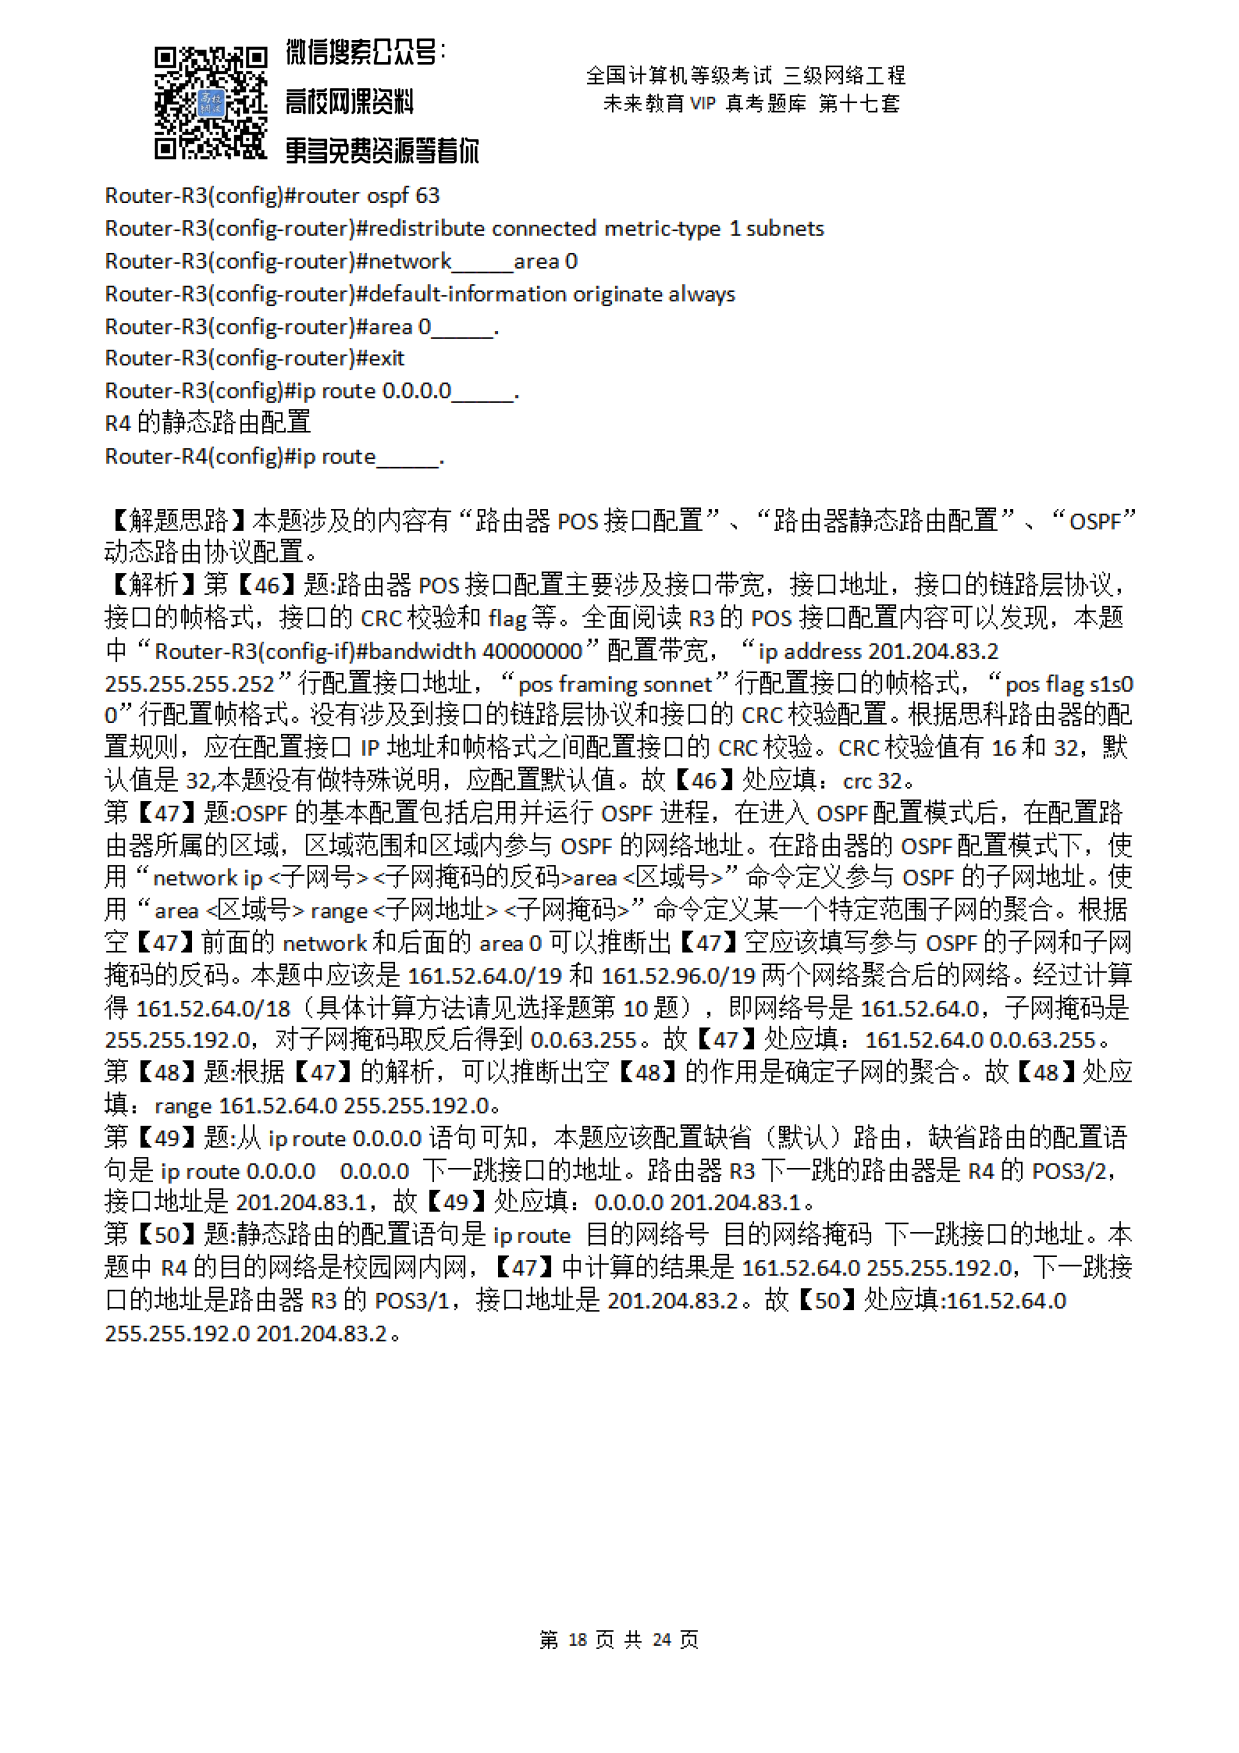 微信搜索公众号：
高校网课资料
更多免费资源等着你
全国计算机等级考试 三级网络工程
未来教育 VIP 真考题库 第十七套
Router-R3(config)#router ospf 63
Router-R3(config-router)#redistribute connected metric-type 1 subnets
Router-R3(config-router)#network_____area 0
Router-R3(config-router)#default-information originate always
Router-R3(config-router)#area 0_____.
Router-R3(config-router)#exit
Router-R3(config)#ip route 0.0.0.0_____.
R4 的静态路由配置
Router-R4(config)#ip route_____.
【解题思路】本题涉及的内容有“路由器 POS 接口配置”、“路由器静态路由配置”、“OSPF”
动态路由协议配置。
【解析】第【46】题:路由器 POS 接口配置主要涉及接口带宽，接口地址，接口的链路层协议，
接口的帧格式，接口的 CRC 校验和 flag 等。全面阅读 R3 的 POS 接口配置内容可以发现，本题
中“Router-R3(config-if)#bandwidth 40000000”配置带宽，“ip address 201.204.83.2
255.255.255.252”行配置接口地址，“pos framing sonnet”行配置接口的帧格式，“pos flag s1s0
0”行配置帧格式。没有涉及到接口的链路层协议和接口的 CRC 校验配置。根据思科路由器的配
置规则，应在配置接口 IP 地址和帧格式之间配置接口的 CRC 校验。CRC 校验值有 16 和 32，默
认值是 32,本题没有做特殊说明，应配置默认值。故【46】处应填：crc 32。
第【47】题:OSPF 的基本配置包括启用并运行 OSPF 进程，在进入 OSPF 配置模式后，在配置路
由器所属的区域，区域范围和区域内参与 OSPF 的网络地址。在路由器的 OSPF 配置模式下，使
用“network ip <子网号> <子网掩码的反码>area <区域号>”命令定义参与 OSPF 的子网地址。使
用“area <区域号> range <子网地址> <子网掩码>”命令定义某一个特定范围子网的聚合。根据
空【47】前面的 network 和后面的 area 0 可以推断出【47】空应该填写参与 OSPF 的子网和子网
掩码的反码。本题中应该是 161.52.64.0/19 和 161.52.96.0/19 两个网络聚合后的网络。经过计算
得 161.52.64.0/18（具体计算方法请见选择题第 10 题），即网络号是 161.52.64.0，子网掩码是
255.255.192.0，对子网掩码取反后得到 0.0.63.255。故【47】处应填：161.52.64.0 0.0.63.255。
第【48】题:根据【47】的解析，可以推断出空【48】的作用是确定子网的聚合。故【48】处应
填：range 161.52.64.0 255.255.192.0。
第【49】题:从 ip route 0.0.0.0 语句可知，本题应该配置缺省（默认）路由，缺省路由的配置语
句是 ip route 0.0.0.0 0.0.0.0 下一跳接口的地址。路由器 R3 下一跳的路由器是 R4 的 POS3/2，
接口地址是 201.204.83.1，故【49】处应填：0.0.0.0 201.204.83.1。
第【50】题:静态路由的配置语句是 ip route 目的网络号 目的网络掩码 下一跳接口的地址。本
题中 R4 的目的网络是校园网内网，【47】中计算的结果是 161.52.64.0 255.255.192.0，下一跳接
口的地址是路由器 R3 的 POS3/1，接口地址是 201.204.83.2。故【50】处应填:161.52.64.0
255.255.192.0 201.204.83.2。
第 18 页 共 24 页